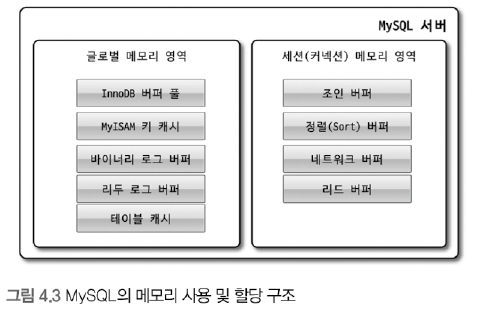 MySQL 서버
글로벌 메모리 영역
InnoDB 버퍼 풀
MyISAM 키 캐시
바이너리 로그 버퍼
리두 로그 버퍼
테이블 캐시
세션(커넥션) 메모리 영역
조인 버퍼
정렬(Sort) 버퍼
네트워크 버퍼
리드 버퍼
그림 4.3 MySQL의 메모리 사용 및 할당 구조